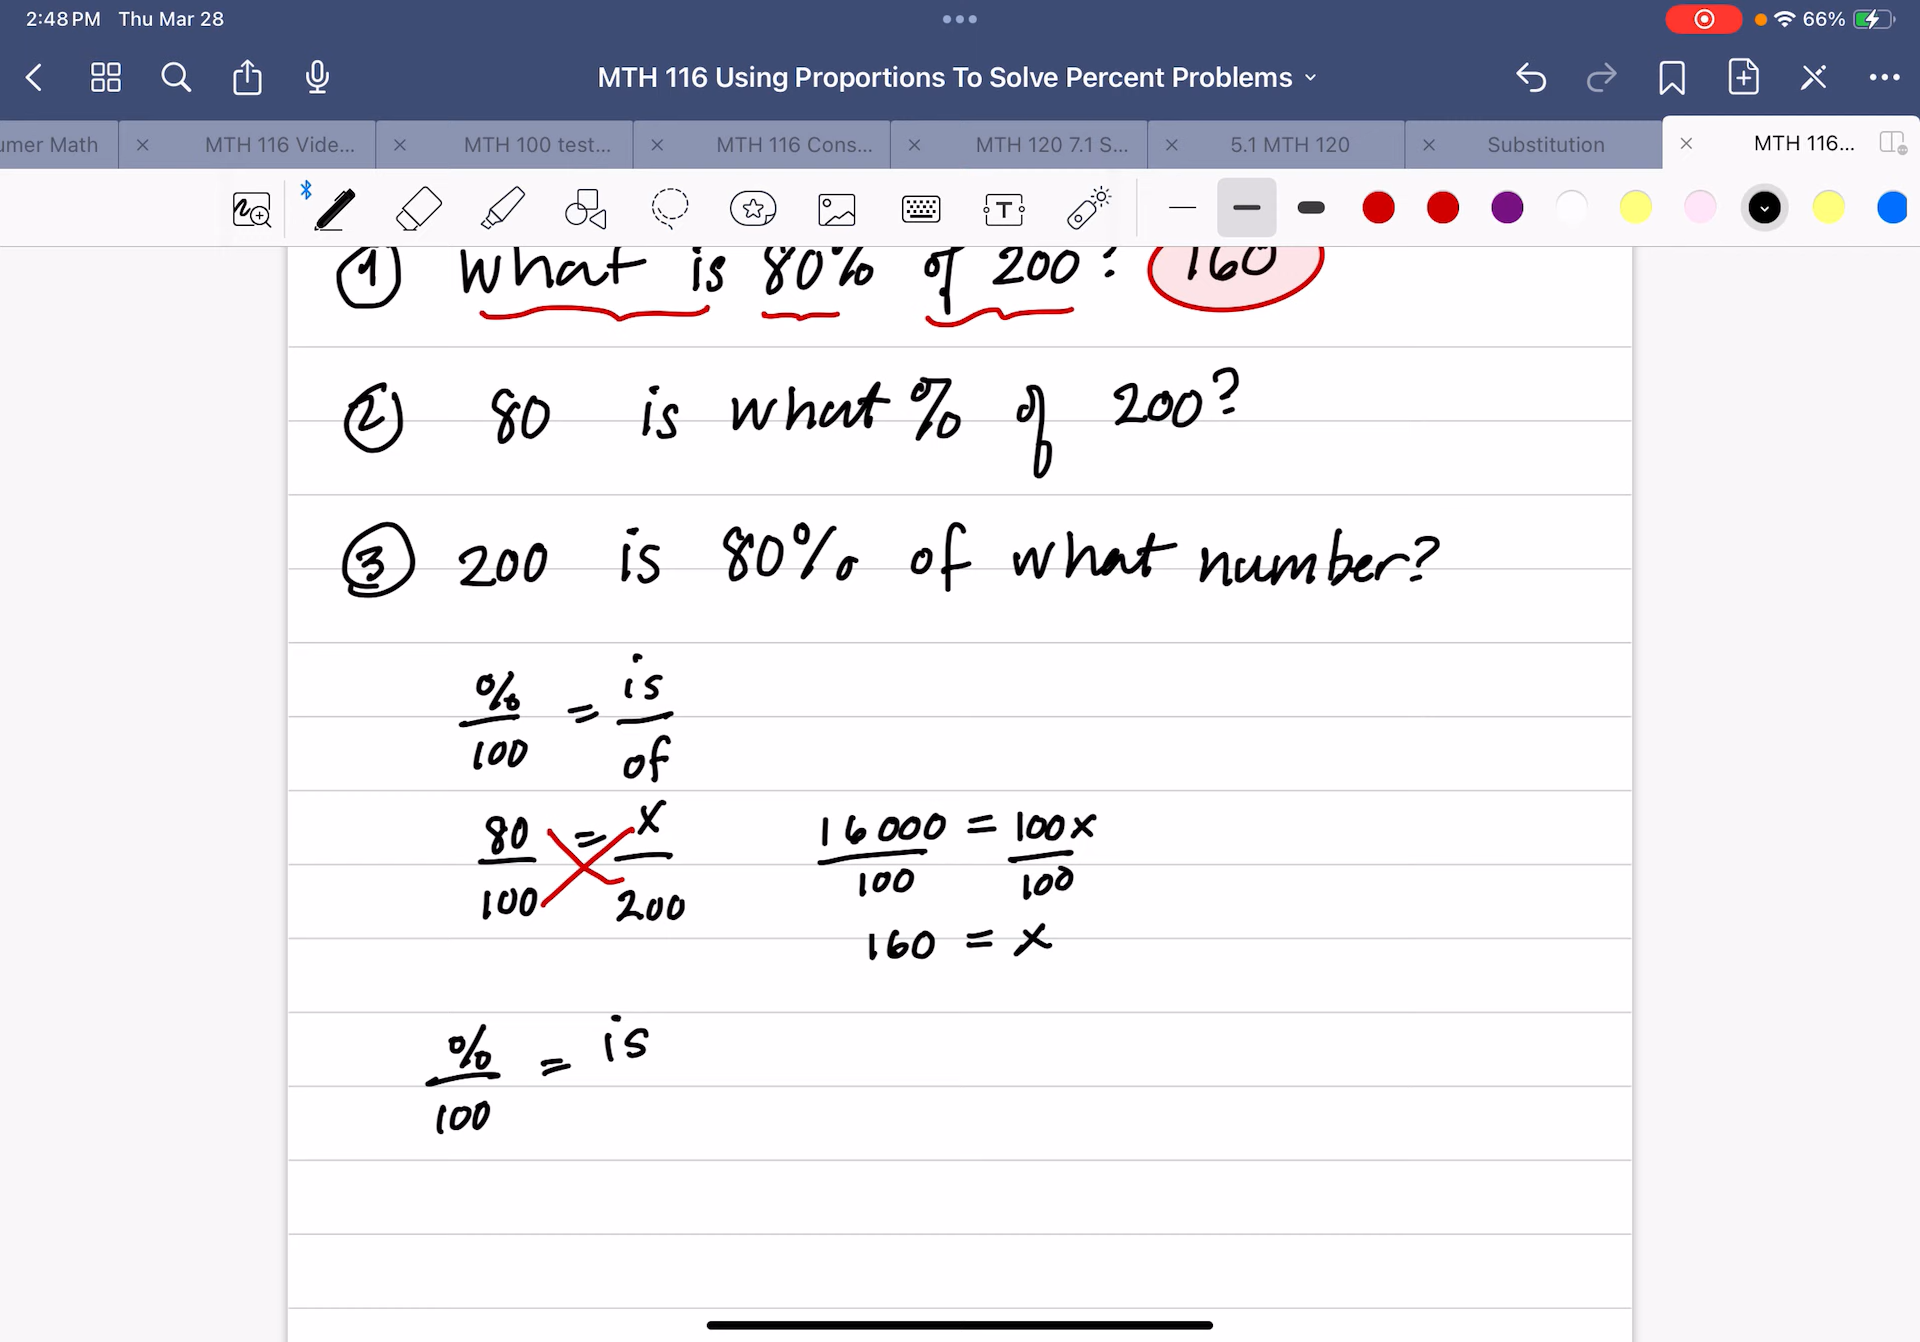 2:48 PM Thu Mar 28
66%
MTH 116 Using Proportions To Solve Percent Problems
umer Math
MTH 116 Vide...
MTH 100 test...
MTH 116 Cons...
MTH 120 7.1 S...
5.1 MTH 120
Substitution
MTH 116...
T
① What is 80% of 200? 160
② 80 is what % of 200?
③ 200 is 80% of what number?
%/100 = is/of
80/100 = x/200
16000/100 = 100x/100
160 = x
%/100 = is